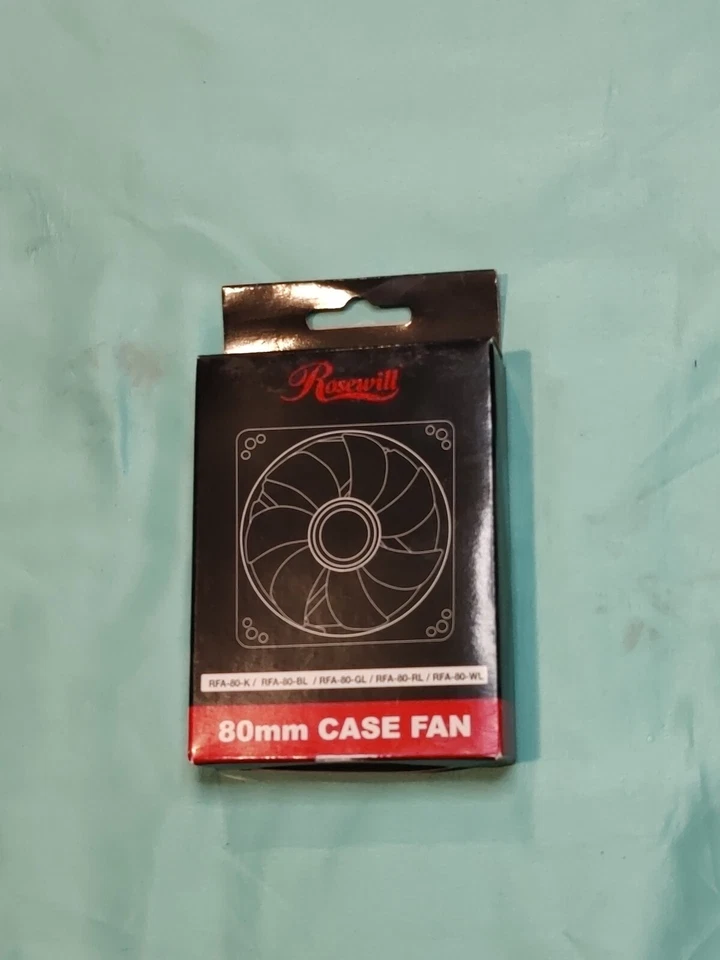 Rosewill
RFA-80-K / RFA-80-BL / RFA-80-GL / RFA-80-RL / RFA-80-WL
80mm CASE FAN